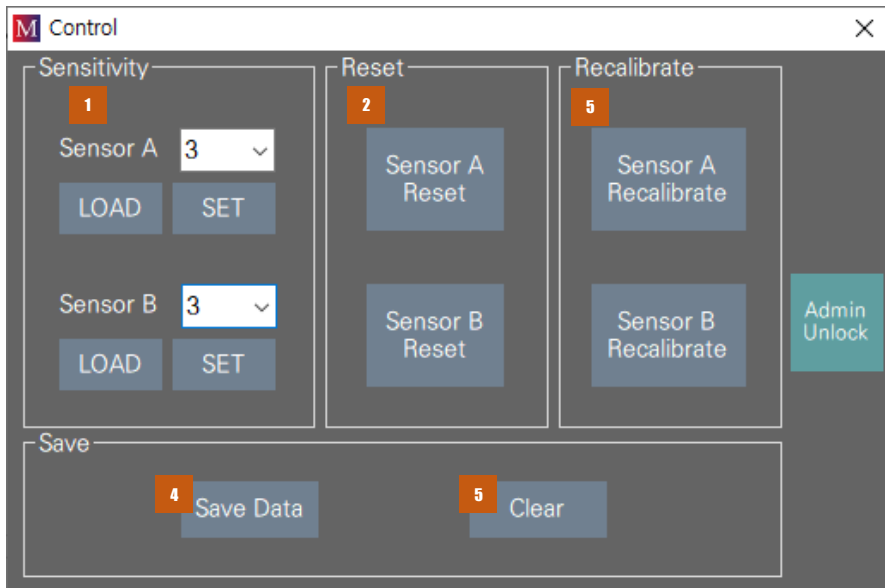 M Control
Sensitivity
1
Sensor A 3
LOAD SET
Sensor B 3
LOAD SET
Reset
2
Sensor A
Reset
Sensor B
Reset
Recalibrate
5
Sensor A
Recalibrate
Sensor B
Recalibrate
Admin
Unlock
Save
4
Save Data
5
Clear